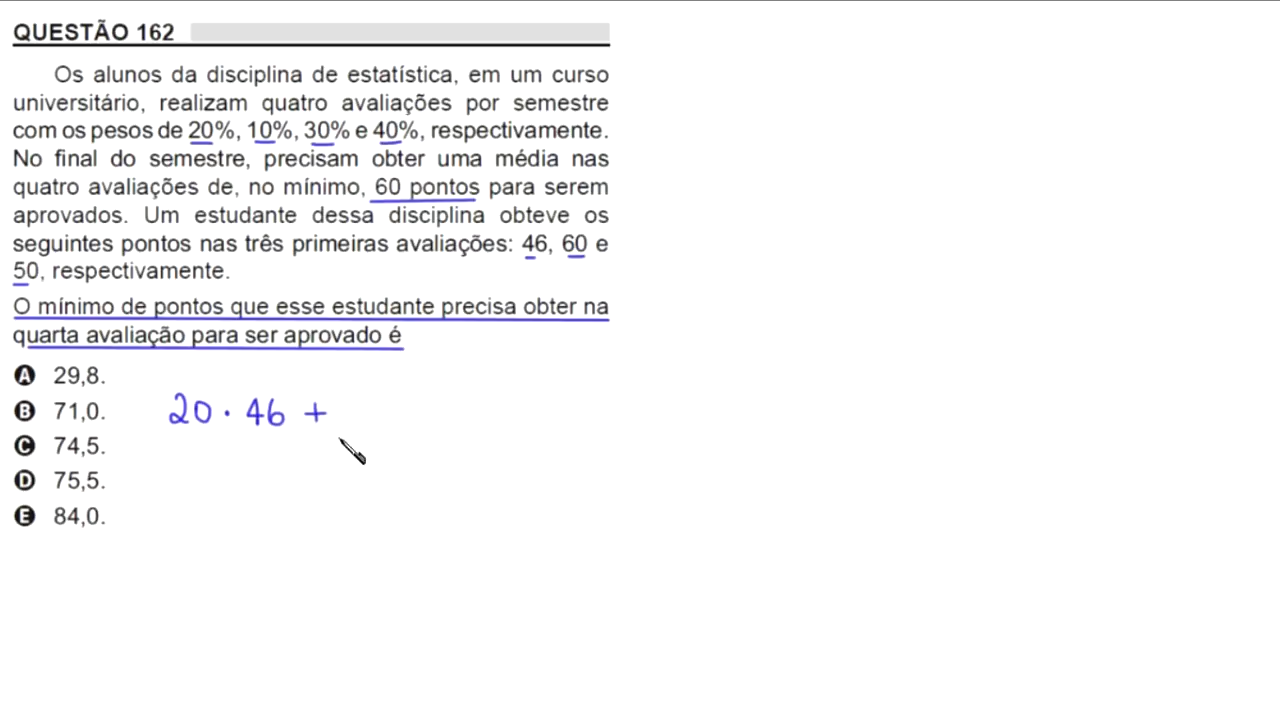 QUESTÃO 162
Os alunos da disciplina de estatística, em um curso
universitário, realizam quatro avaliações por semestre
com os pesos de 20%, 10%, 30% e 40%, respectivamente.
No final do semestre, precisam obter uma média nas
quatro avaliações de, no mínimo, 60 pontos para serem
aprovados. Um estudante dessa disciplina obteve os
seguintes pontos nas três primeiras avaliações: 46, 60 e
50, respectivamente.
O mínimo de pontos que esse estudante precisa obter na
quarta avaliação para ser aprovado é
A 29,8.
B 71,0.
C 74,5.
D 75,5.
E 84,0.
20 · 46 +